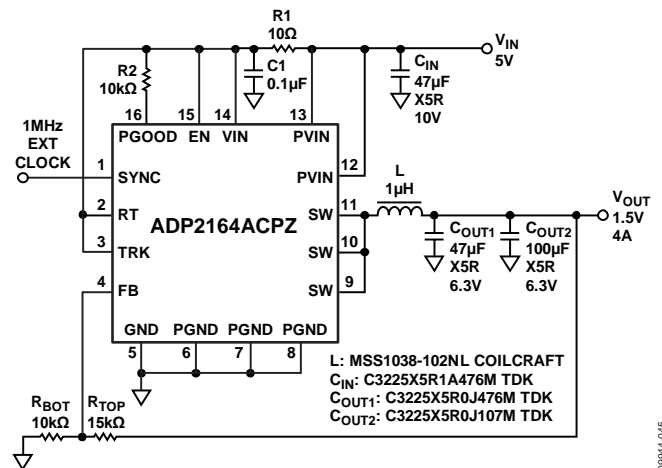 R1
10Ω
VIN
5V
R2
10kΩ
C1
0.1µF
CIN
47µF
X5R
10V
16
15
14
13
PGOOD
EN
VIN
PVIN
1MHz
EXT
CLOCK
1
SYNC
PVIN
12
L
1µH
2
RT
ADP2164ACPZ
SW
11
VOUT
1.5V
4A
3
TRK
SW
10
COUT1
47µF
X5R
6.3V
COUT2
100µF
X5R
6.3V
4
FB
SW
9
GND
PGND
PGND
PGND
5
6
7
8
L: MSS1038-102NL COILCRAFT
CIN: C3225X5R1A476M TDK
COUT1: C3225X5R0J476M TDK
COUT2: C3225X5R0J107M TDK
RBOT
10kΩ
RTOP
15kΩ